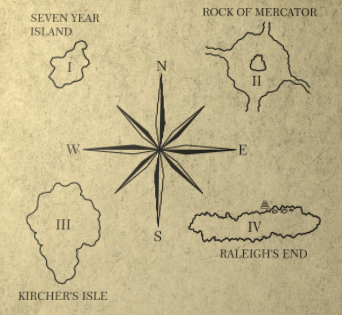 SEVEN YEAR
ISLAND
I
ROCK OF MERCATOR
II
N
W
E
S
III
IV
RALEIGH'S END
KIRCHER'S ISLE